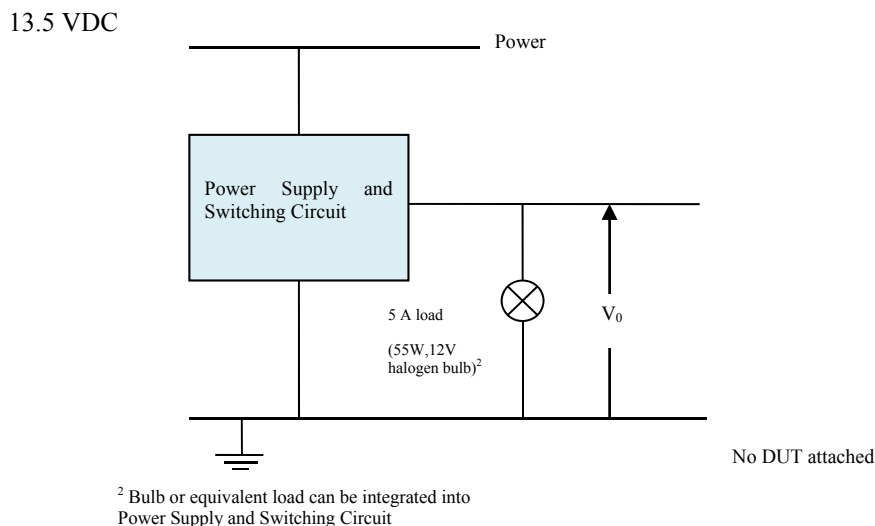 13.5 VDC
Power
Power Supply and
Switching Circuit
5 A load
(55W,12V
halogen bulb)²
V₀
No DUT attached
² Bulb or equivalent load can be integrated into
Power Supply and Switching Circuit